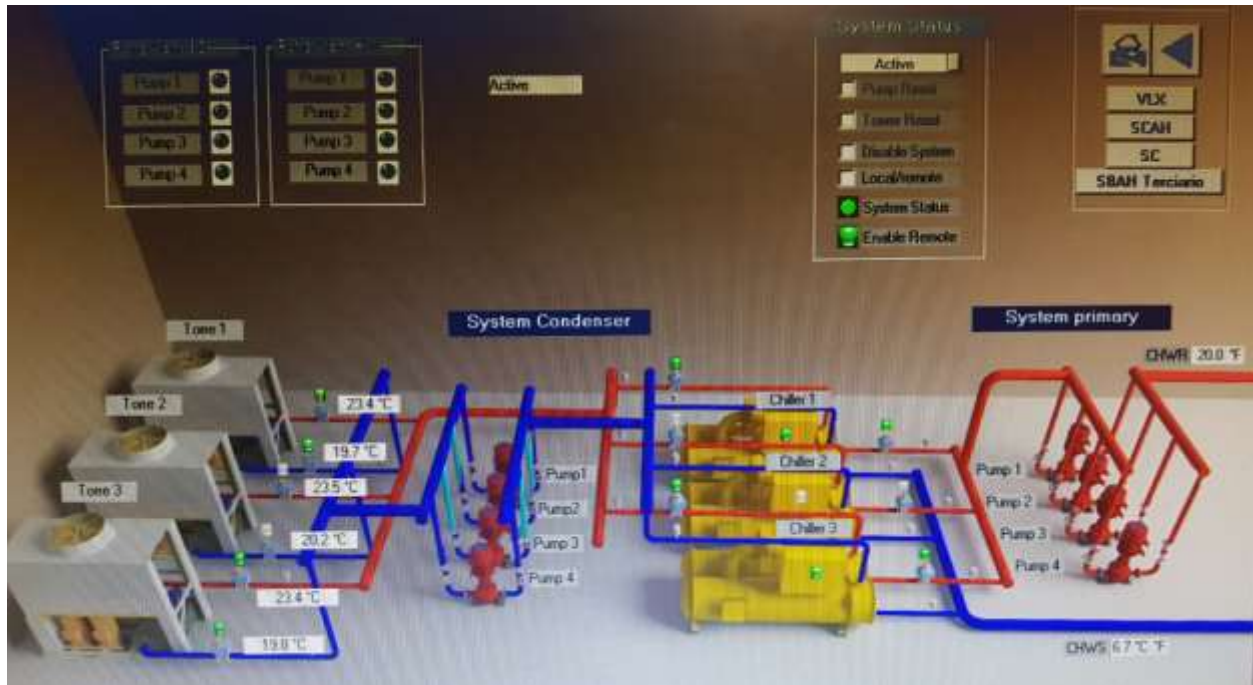 System Status
Pump 1
Pump 2
Pump 3
Pump 4
Pump 1
Pump 2
Pump 3
Pump 4
Active
Active
Pump Reset
Tower Reset
Disable System
Local/remote
System Status
Enable Remote
VLX
SCAH
SC
SBAH Terciario
System Condenser
System primary
Torre 1
Torre 2
Torre 3
23.4 °C
19.7 °C
23.5 °C
20.2 °C
23.4 °C
19.8 °C
Pump1
Pump2
Pump 3
Pump 4
Chiller 1
Chiller 2
Chiller 3
CHWR 20.0 °F
Pump 1
Pump 2
Pump 3
Pump 4
CHWS 6.7 °C °F